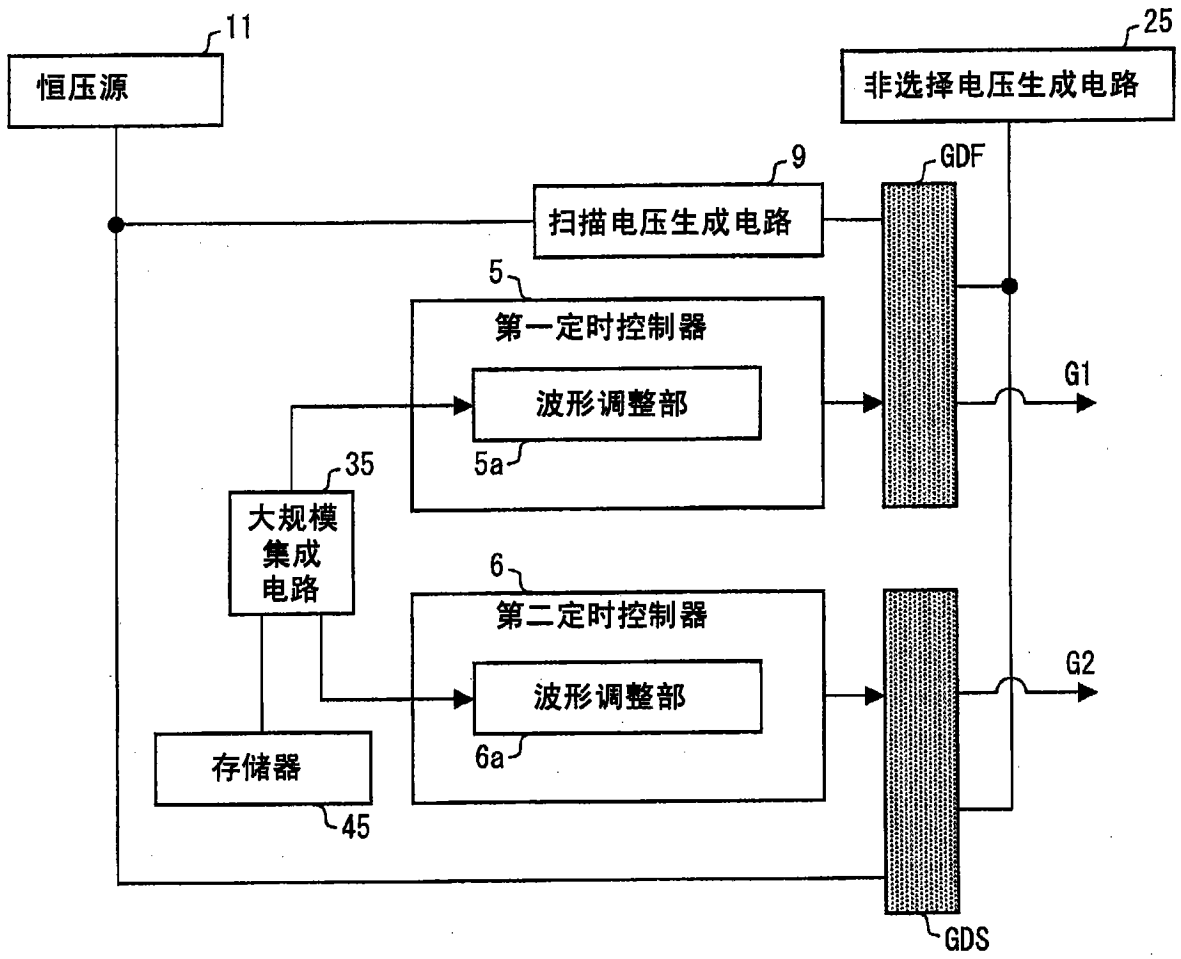 11
恒压源
25
非选择电压生成电路
9
扫描电压生成电路
GDF
5
第一定时控制器
波形调整部
5a
G1
35
大规模
集成
电路
6
第二定时控制器
波形调整部
6a
G2
存储器
45
GDS